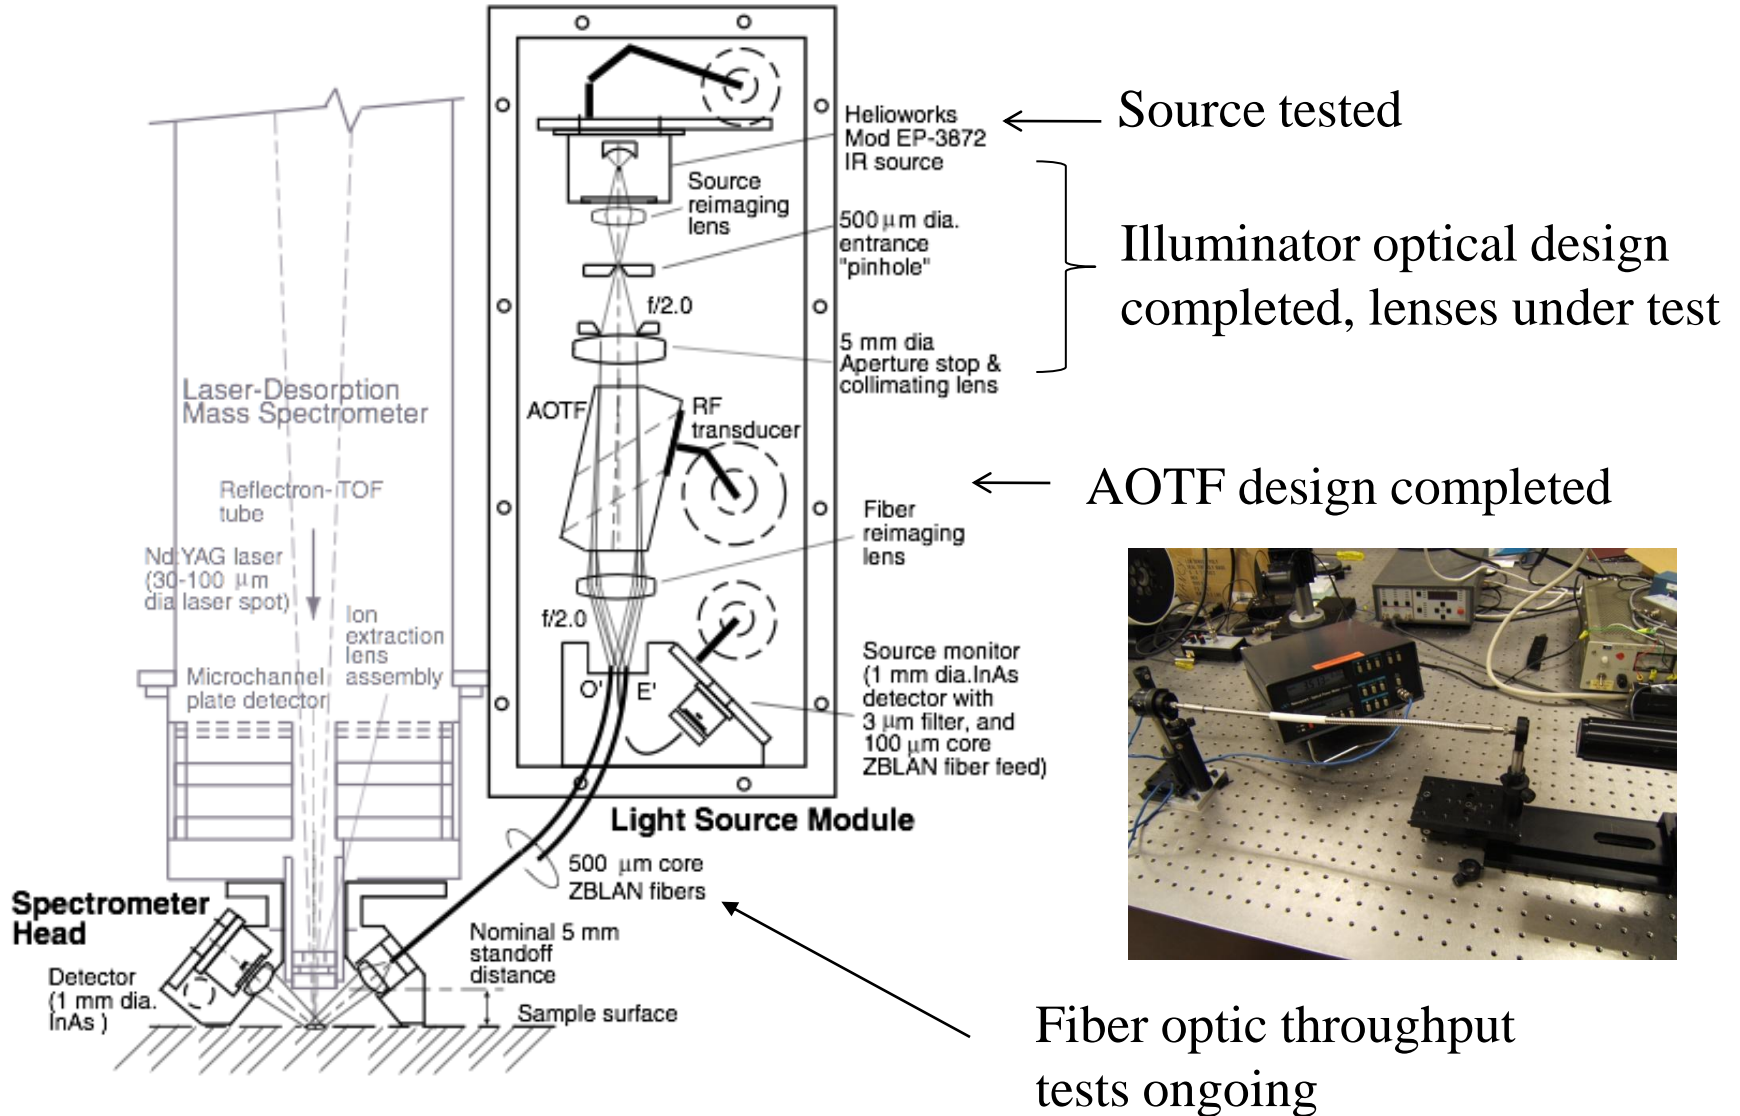 Helioworks
Mod EP-3872
IR source
Source tested
Source
reimaging
lens
500 µm dia.
entrance
"pinhole"
Illuminator optical design
completed, lenses under test
f/2.0
5 mm dia
Aperture stop &
collimating lens
Laser-Desorption
Mass Spectrometer
AOTF
RF
transducer
AOTF design completed
Reflectron-TOF
tube
Fiber
reimaging
lens
Nd:YAG laser
(30-100 µm
dia laser spot)
Ion
extraction
lens
assembly
f/2.0
Microchannel
plate detector
O'
E'
Source monitor
(1 mm dia.InAs
detector with
3 µm filter, and
100 µm core
ZBLAN fiber feed)
Light Source Module
500 µm core
ZBLAN fibers
Spectrometer
Head
Nominal 5 mm
standoff
distance
Detector
(1 mm dia.
InAs )
Sample surface
Fiber optic throughput
tests ongoing